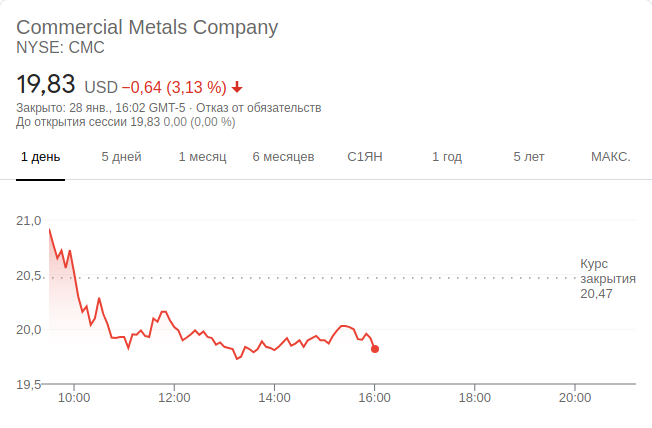 Commercial Metals Company
NYSE: CMC
19,83 USD −0,64 (3,13 %)
Закрыто: 28 янв., 16:02 GMT-5 · Отказ от обязательств
До открытия сессии 19,83 0,00 (0,00 %)
1 день 5 дней 1 месяц 6 месяцев С1ЯН 1 год 5 лет МАКС.
21,0
20,5
20,0
19,5
Курс
закрытия
20,47
10:00 12:00 14:00 16:00 18:00 20:00